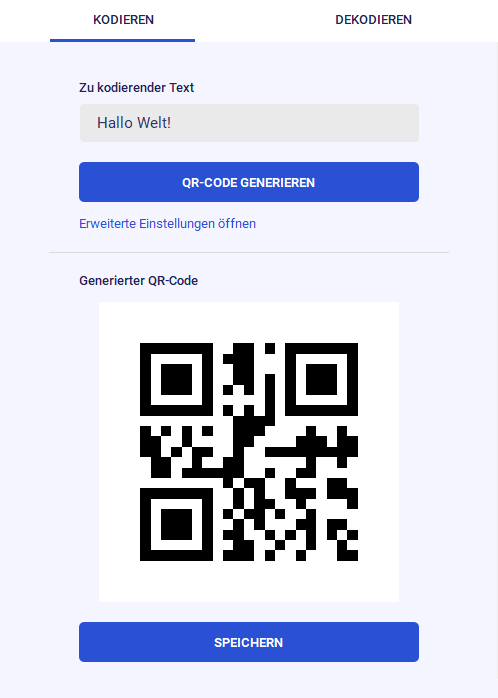 KODIEREN
DEKODIEREN
Zu kodierender Text
Hallo Welt!
QR-CODE GENERIEREN
Erweiterte Einstellungen öffnen
Generierter QR-Code
SPEICHERN